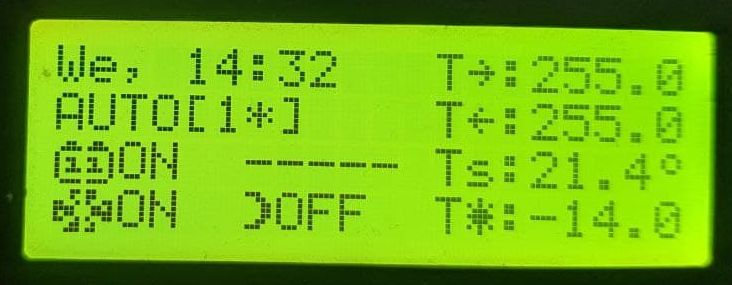 We, 14:32 T→:255.0
AUTO[1*] T←:255.0
ON ----- Ts:21.4°
ON OFF T*:-14.0